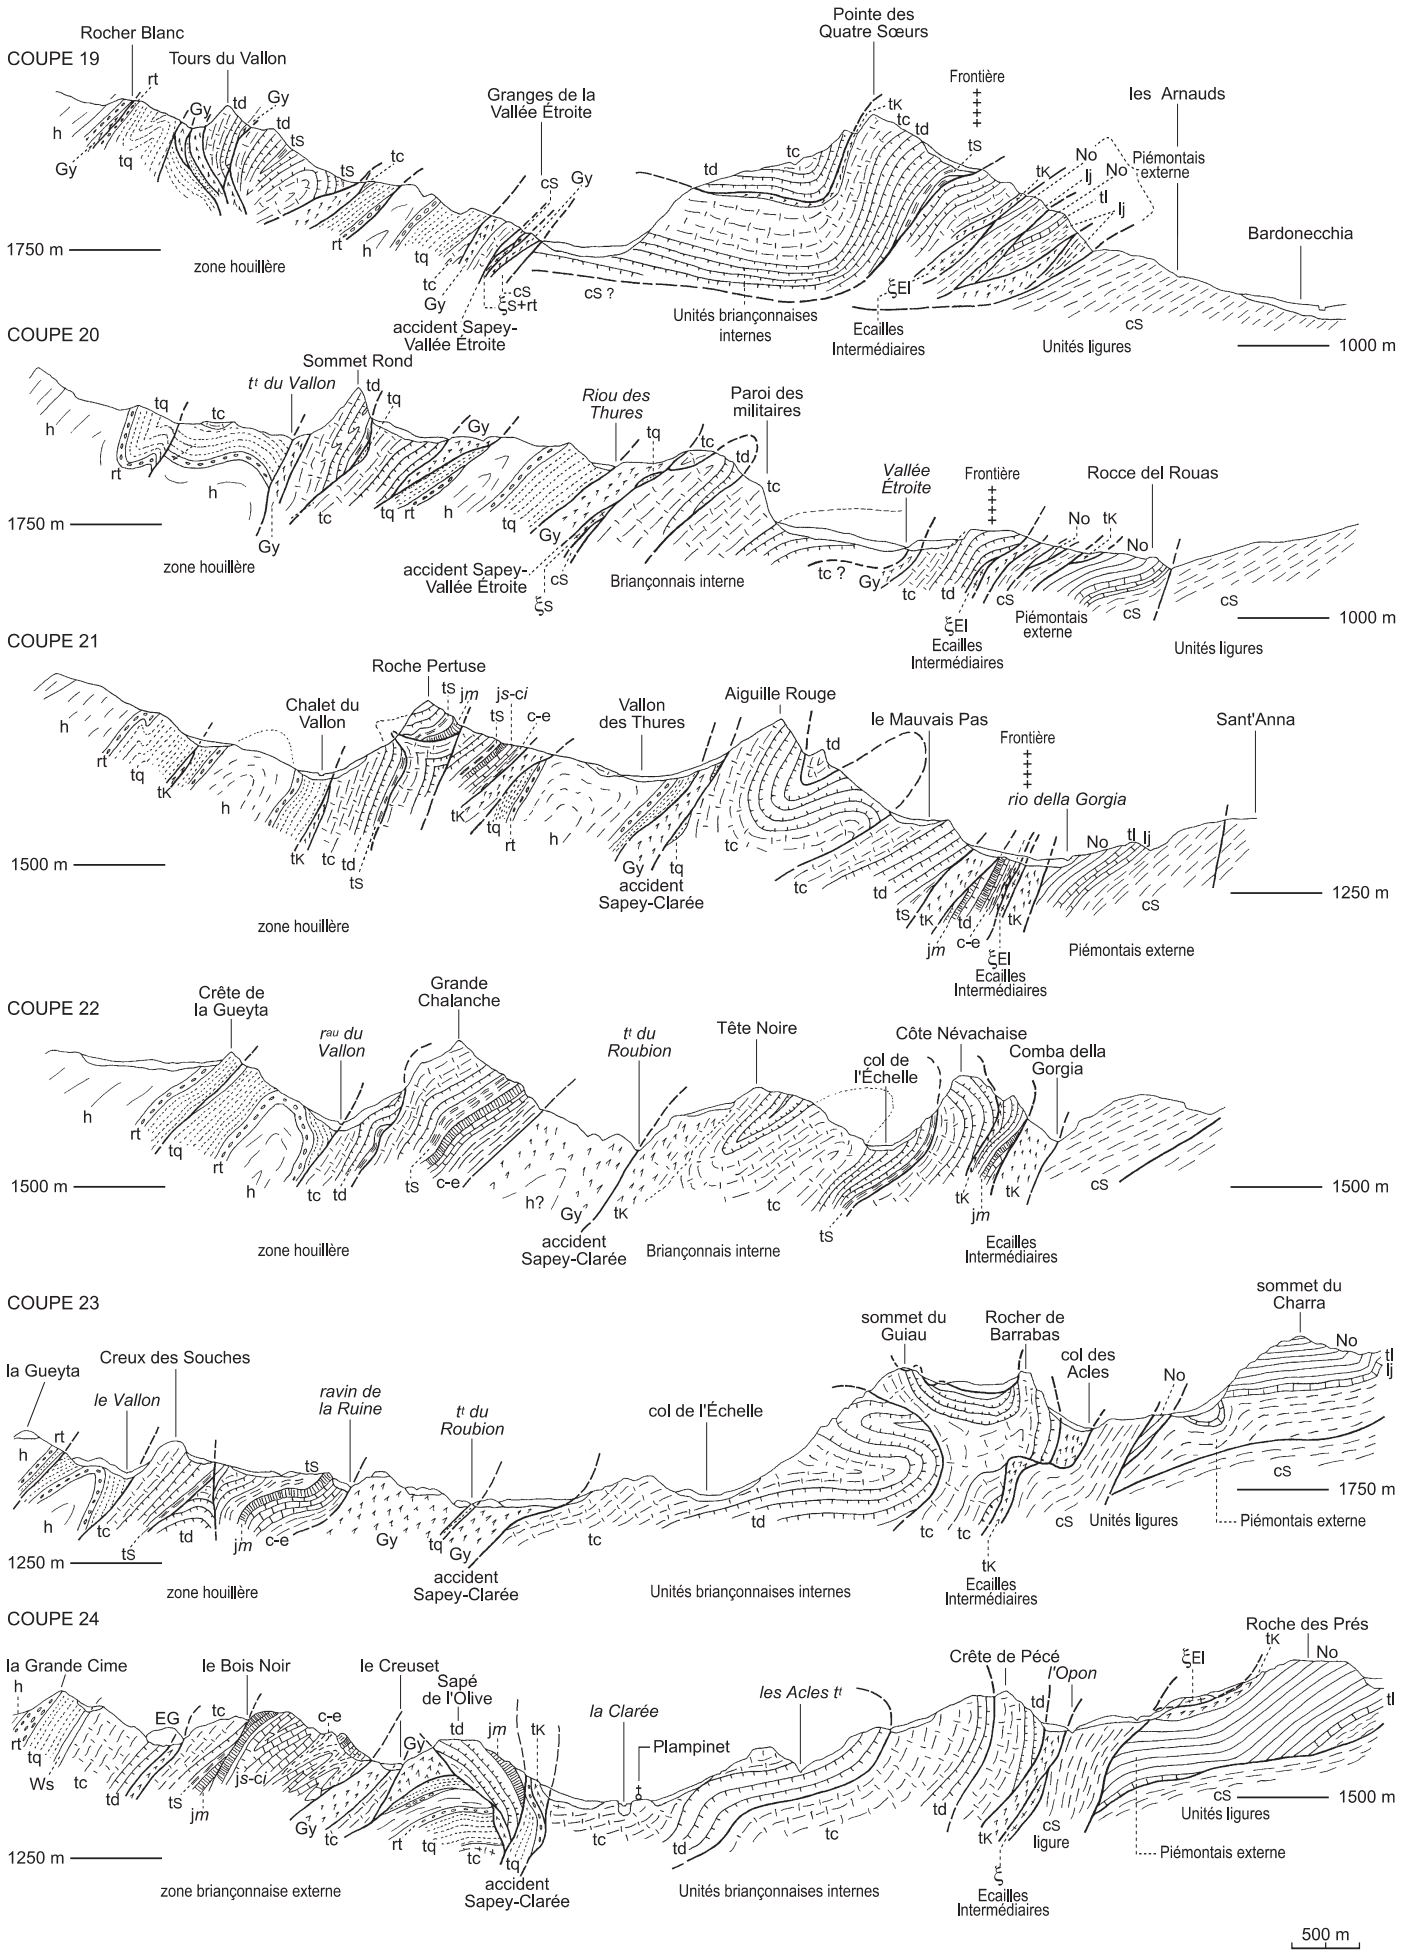 COUPE 19
Rocher Blanc
Tours du Vallon
Granges de la
Vallée Étroite
Pointe des
Quatre Sœurs
Frontière
les Arnauds
Piémontais
externe
Bardonecchia
rt
Gy
td
Gy
td
tS
tS
tc
cS
Gy
td
tc
tK
tc
td
tS
tK
No
lj
No
tl
lj
h
Gy
tq
rt
h
tq
tc
Gy
cS
ξS+rt
cS ?
ξEI
cS
1750 m
zone houillère
accident Sapey-
Vallée Étroite
Unités briançonnaises
internes
Ecailles
Intermédiaires
Unités ligures
1000 m
COUPE 20
tt du Vallon
Sommet Rond
Riou des
Thures
Paroi des
militaires
Vallée
Étroite
Frontière
Rocce del Rouas
h
tq
tc
td
tq
Gy
tq
tc
td
tc
No
tK
No
rt
h
Gy
tc
tq
rt
h
tq
Gy
cS
ξS
tc ?
Gy
tc
td
ξEI
cS
cS
cS
1750 m
zone houillère
accident Sapey-
Vallée Étroite
Briançonnais interne
Ecailles
Intermédiaires
Piémontais
externe
Unités ligures
1000 m
COUPE 21
Chalet du
Vallon
Roche Pertuse
Vallon
des Thures
Aiguille Rouge
le Mauvais Pas
Frontière
rio della Gorgia
Sant'Anna
tS
jm
js-ci
tS
c-e
td
No
tl
lj
h
rt
tq
tK
h
tK
tc
td
tS
tK
tq
rt
h
Gy
tq
tc
tc
td
tS
tK
jm
td
c-e
ξEI
tK
cS
1500 m
zone houillère
accident
Sapey-Clarée
Ecailles
Intermédiaires
Piémontais externe
1250 m
COUPE 22
Crête de
la Gueyta
rau du
Vallon
Grande
Chalanche
tt du
Roubion
Tête Noire
col de
l'Échelle
Côte Névachaise
Comba della
Gorgia
h
rt
tq
rt
h
tc
td
tS
c-e
h?
Gy
tK
tc
tS
tK
jm
tK
cS
1500 m
zone houillère
accident
Sapey-Clarée
Briançonnais interne
Ecailles
Intermédiaires
1500 m
COUPE 23
la Gueyta
le Vallon
Creux des Souches
ravin de
la Ruine
tt du
Roubion
col de l'Échelle
sommet du
Guiau
Rocher de
Barrabas
col des
Acles
sommet du
Charra
h
rt
tS
No
No
tl
lj
h
tc
tS
td
jm
c-e
Gy
tq
Gy
tc
td
tc
tc
tK
cS
cS
1250 m
zone houillère
accident
Sapey-Clarée
Unités briançonnaises internes
Ecailles
Intermédiaires
Unités ligures
Piémontais externe
1750 m
COUPE 24
la Grande Cime
le Bois Noir
le Creuset
Sapé
de l'Olive
la Clarée
Plampinet
les Acles tt
Crête de Pécé
l'Opon
Roche des Prés
h
EG
tc
c-e
Gy
td
jm
tK
td
ξEI
tK
No
tl
rt
tq
Ws
tc
td
tS
jm
js-ci
Gy
tc
rt
tq
tc
tq
tc
td
tc
td
tK
ξ
cS
ligure
cS
1250 m
zone briançonnaise externe
accident
Sapey-Clarée
Unités briançonnaises internes
Ecailles
Intermédiaires
Unités ligures
Piémontais externe
1500 m
500 m